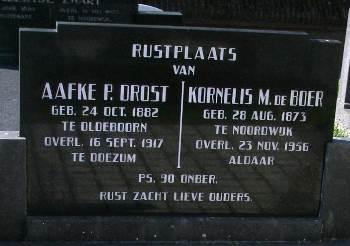 RUSTPLAATS
VAN
AAFKE P. DROST
GEB. 24 OCT. 1882
TE OLDEBOORN
OVERL. 16 SEPT. 1917
TE DOEZUM
KORNELIS M. DE BOER
GEB. 28 AUG. 1873
TE NOORDWIJK
OVERL. 23 NOV. 1956
ALDAAR
PS. 90 ONBER.
RUST ZACHT LIEVE OUDERS.